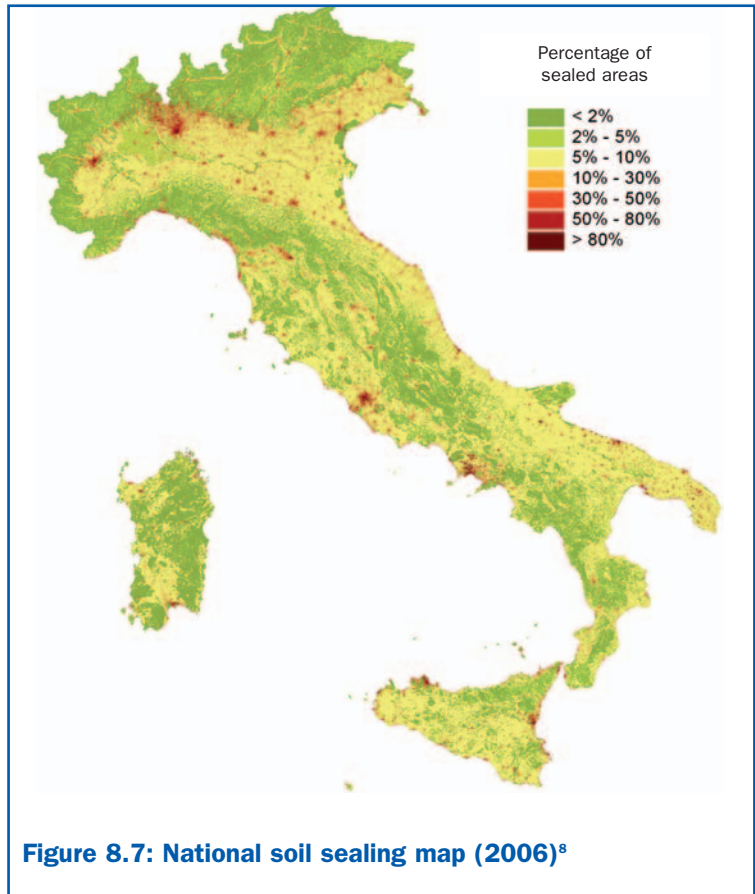 Percentage of
sealed areas
< 2%
2% - 5%
5% - 10%
10% - 30%
30% - 50%
50% - 80%
> 80%
Figure 8.7: National soil sealing map (2006)⁸